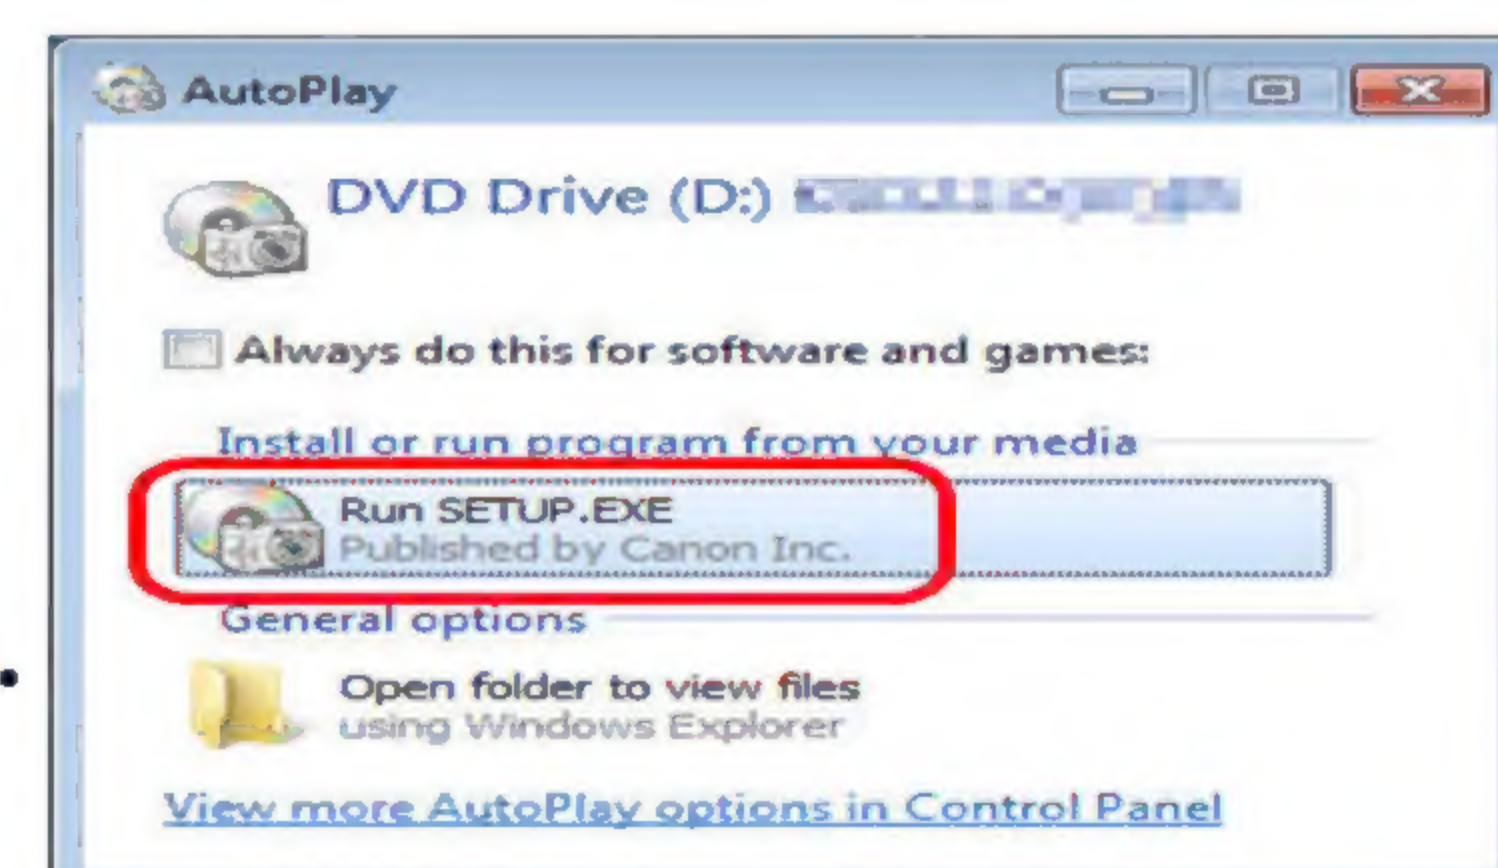 AutoPlay
DVD Drive (D:)
Always do this for software and games:
Install or run program from your media
Run SETUP.EXE
Published by Canon Inc.
General options
Open folder to view files
using Windows Explorer
View more AutoPlay options in Control Panel